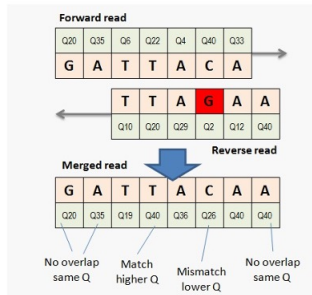 Forward read
Q20 Q35 Q6 Q22 Q4 Q40 Q33
G A T T A C A
T T A G A A
Q10 Q20 Q29 Q2 Q12 Q40
Reverse read
Merged read
G A T T A C A A
Q20 Q35 Q19 Q40 Q36 Q26 Q40 Q40
No overlap
same Q
Match
higher Q
Mismatch
lower Q
No overlap
same Q